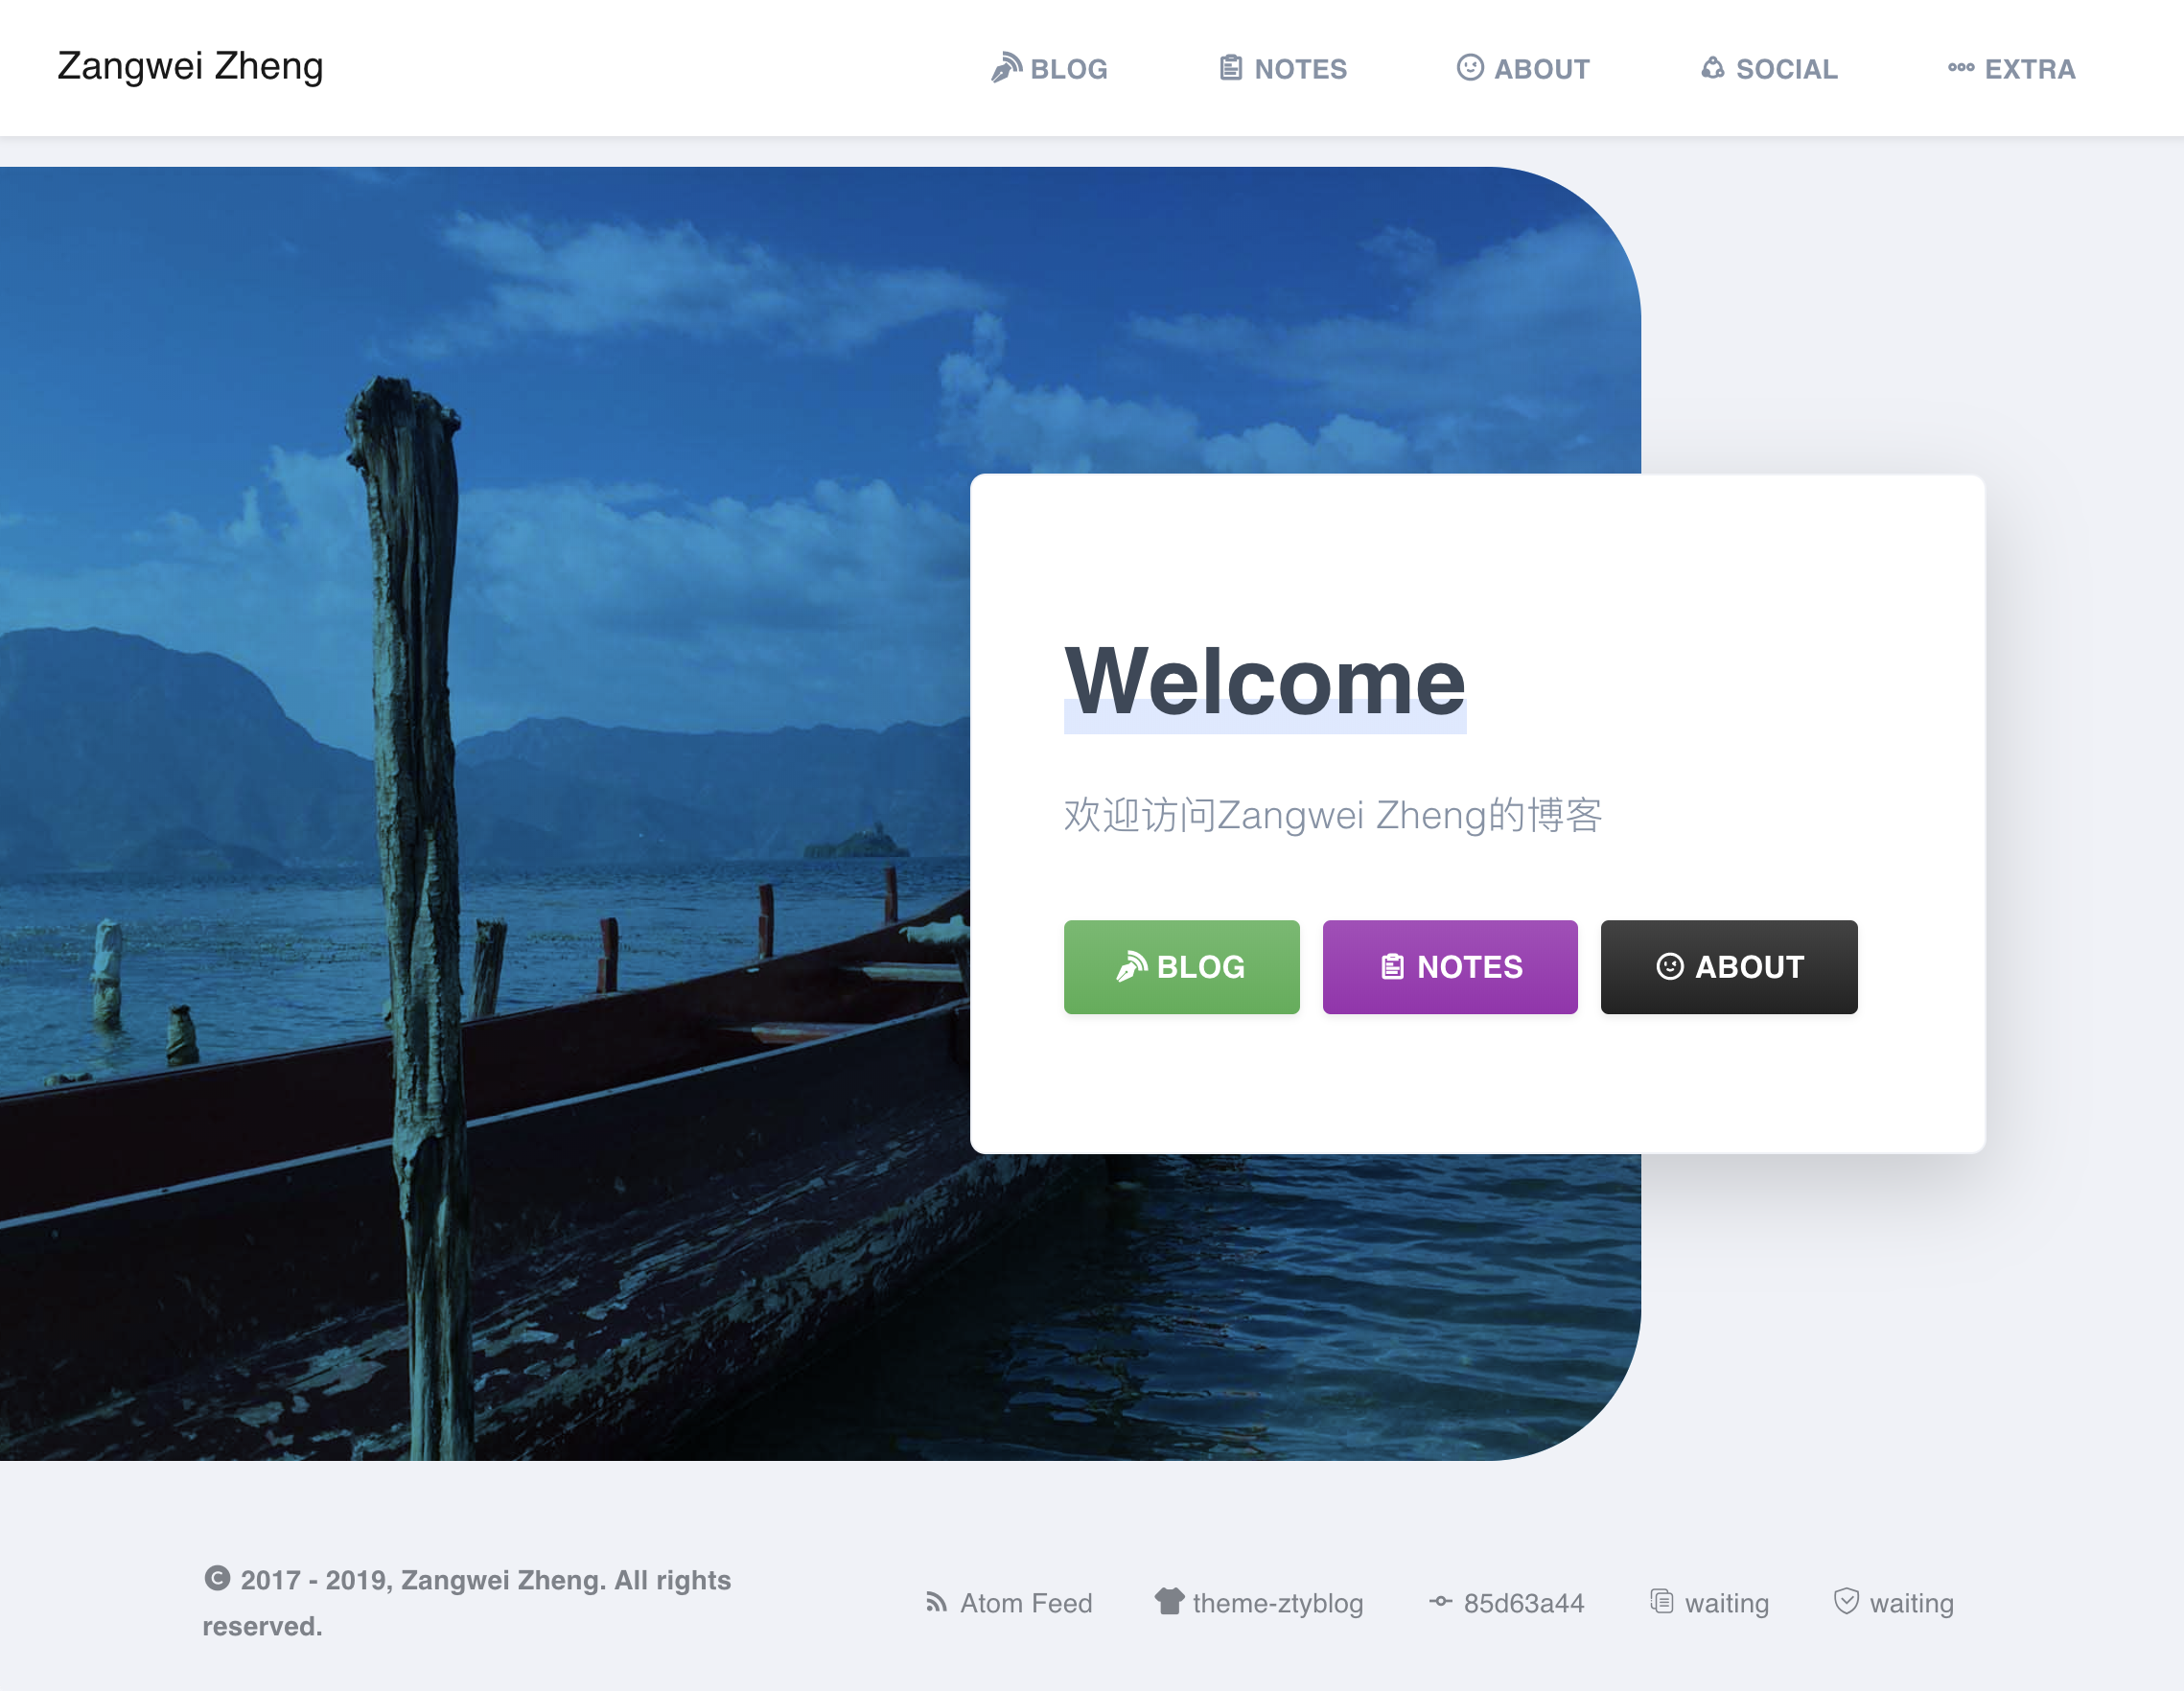 Zangwei Zheng
BLOG
NOTES
ABOUT
SOCIAL
EXTRA
Welcome
欢迎访问Zangwei Zheng的博客
BLOG
NOTES
ABOUT
© 2017 - 2019, Zangwei Zheng. All rights
reserved.
Atom Feed
theme-ztyblog
85d63a44
waiting
waiting